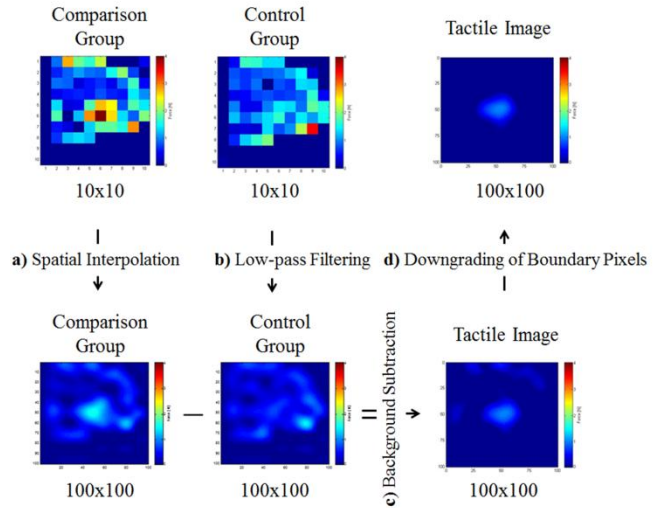 Comparison
Group
Control
Group
Tactile Image
10x10
10x10
100x100
a) Spatial Interpolation
b) Low-pass Filtering
d) Downgrading of Boundary Pixels
Comparison
Group
Control
Group
c) Background Subtraction
Tactile Image
100x100
100x100
100x100